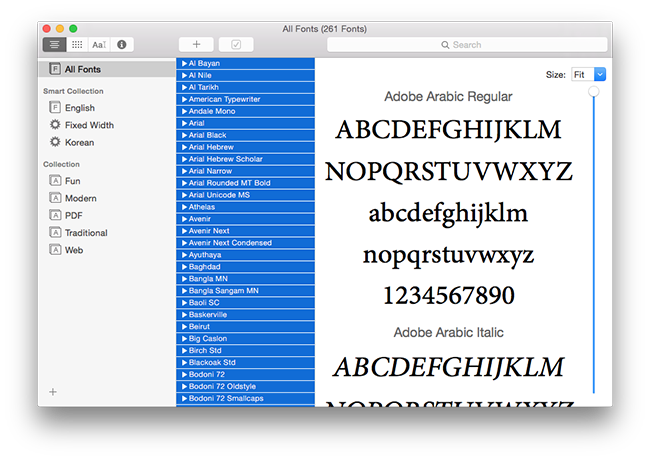 All Fonts (261 Fonts)
AaI
Search
All Fonts
Smart Collection
English
Fixed Width
Korean
Collection
Fun
Modern
PDF
Traditional
Web
Al Bayan
Al Nile
Al Tarikh
American Typewriter
Andale Mono
Arial
Arial Black
Arial Hebrew
Arial Hebrew Scholar
Arial Narrow
Arial Rounded MT Bold
Arial Unicode MS
Athelas
Avenir
Avenir Next
Avenir Next Condensed
Ayuthaya
Baghdad
Bangla MN
Bangla Sangam MN
Baoli SC
Baskerville
Beirut
Big Caslon
Birch Std
Blackoak Std
Bodoni 72
Bodoni 72 Oldstyle
Bodoni 72 Smallcaps
Size: Fit
Adobe Arabic Regular
ABCDEFGHIJKLM
NOPQRSTUVWXYZ
abcdefghijklm
nopqrstuvwxyz
1234567890
Adobe Arabic Italic
ABCDEFGHIJKLM
NOPQRSTUVWXYZ